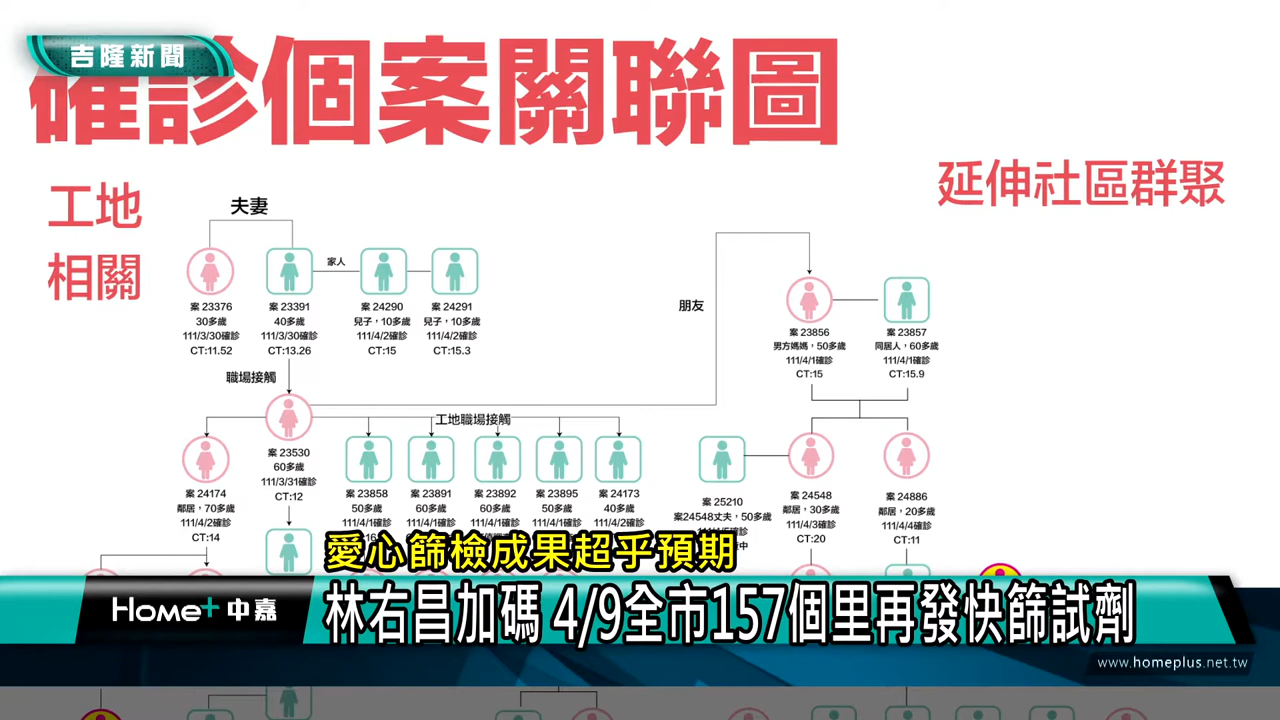 吉隆新聞
確診個案關聯圖
延伸社區群聚
工地
相關
夫妻
家人
朋友
案 23376
30多歲
111/3/30確診
CT:11.52
案 23391
40多歲
111/3/30確診
CT:13.26
案 24290
兒子，10多歲
111/4/2確診
CT:15
案 24291
兒子，10多歲
111/4/2確診
CT:15.3
案 23856
男方媽媽，50多歲
111/4/1確診
CT:15
案 23857
同居人，60多歲
111/4/1確診
CT:15.9
職場接觸
工地職場接觸
案 24174
鄰居，70多歲
111/4/2確診
CT:14
案 23530
60多歲
111/3/31確診
CT:12
案 23858
50多歲
111/4/1確診
案 23891
60多歲
111/4/1確診
案 23892
60多歲
111/4/1確診
案 23895
50多歲
111/4/1確診
案 24173
40多歲
111/4/2確診
案 25210
案24548丈夫，50多歲
案 24548
鄰居，30多歲
111/4/3確診
CT:20
案 24886
鄰居，20多歲
111/4/4確診
CT:11
愛心篩檢成果超乎預期
Home+中嘉
林右昌加碼 4/9全市157個里再發快篩試劑
www.homeplus.net.tw